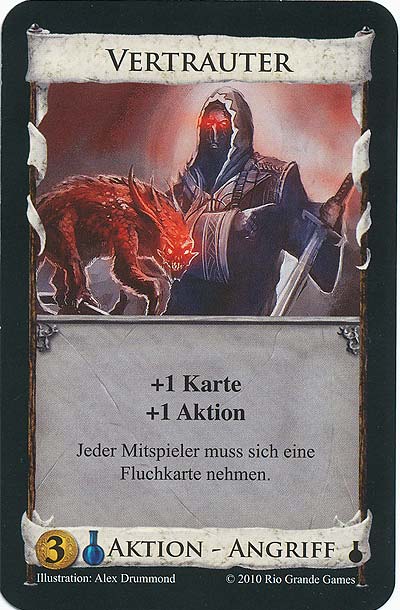 VERTRAUTER
+1 Karte
+1 Aktion
Jeder Mitspieler muss sich eine
Fluchkarte nehmen.
3 AKTION - ANGRIFF
Illustration: Alex Drummond © 2010 Rio Grande Games